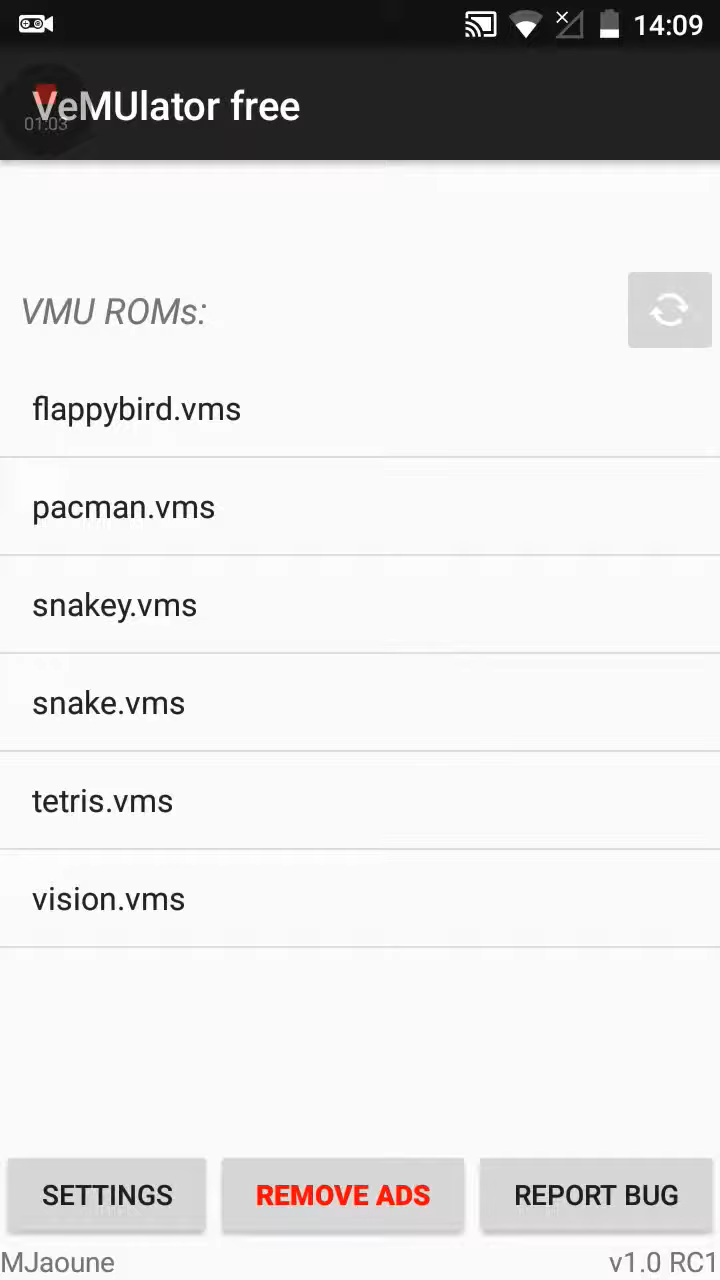 14:09
VeMUlator free
01:03
VMU ROMs:
flappybird.vms
pacman.vms
snakey.vms
snake.vms
tetris.vms
vision.vms
SETTINGS
REMOVE ADS
REPORT BUG
MJaoune
v1.0 RC1